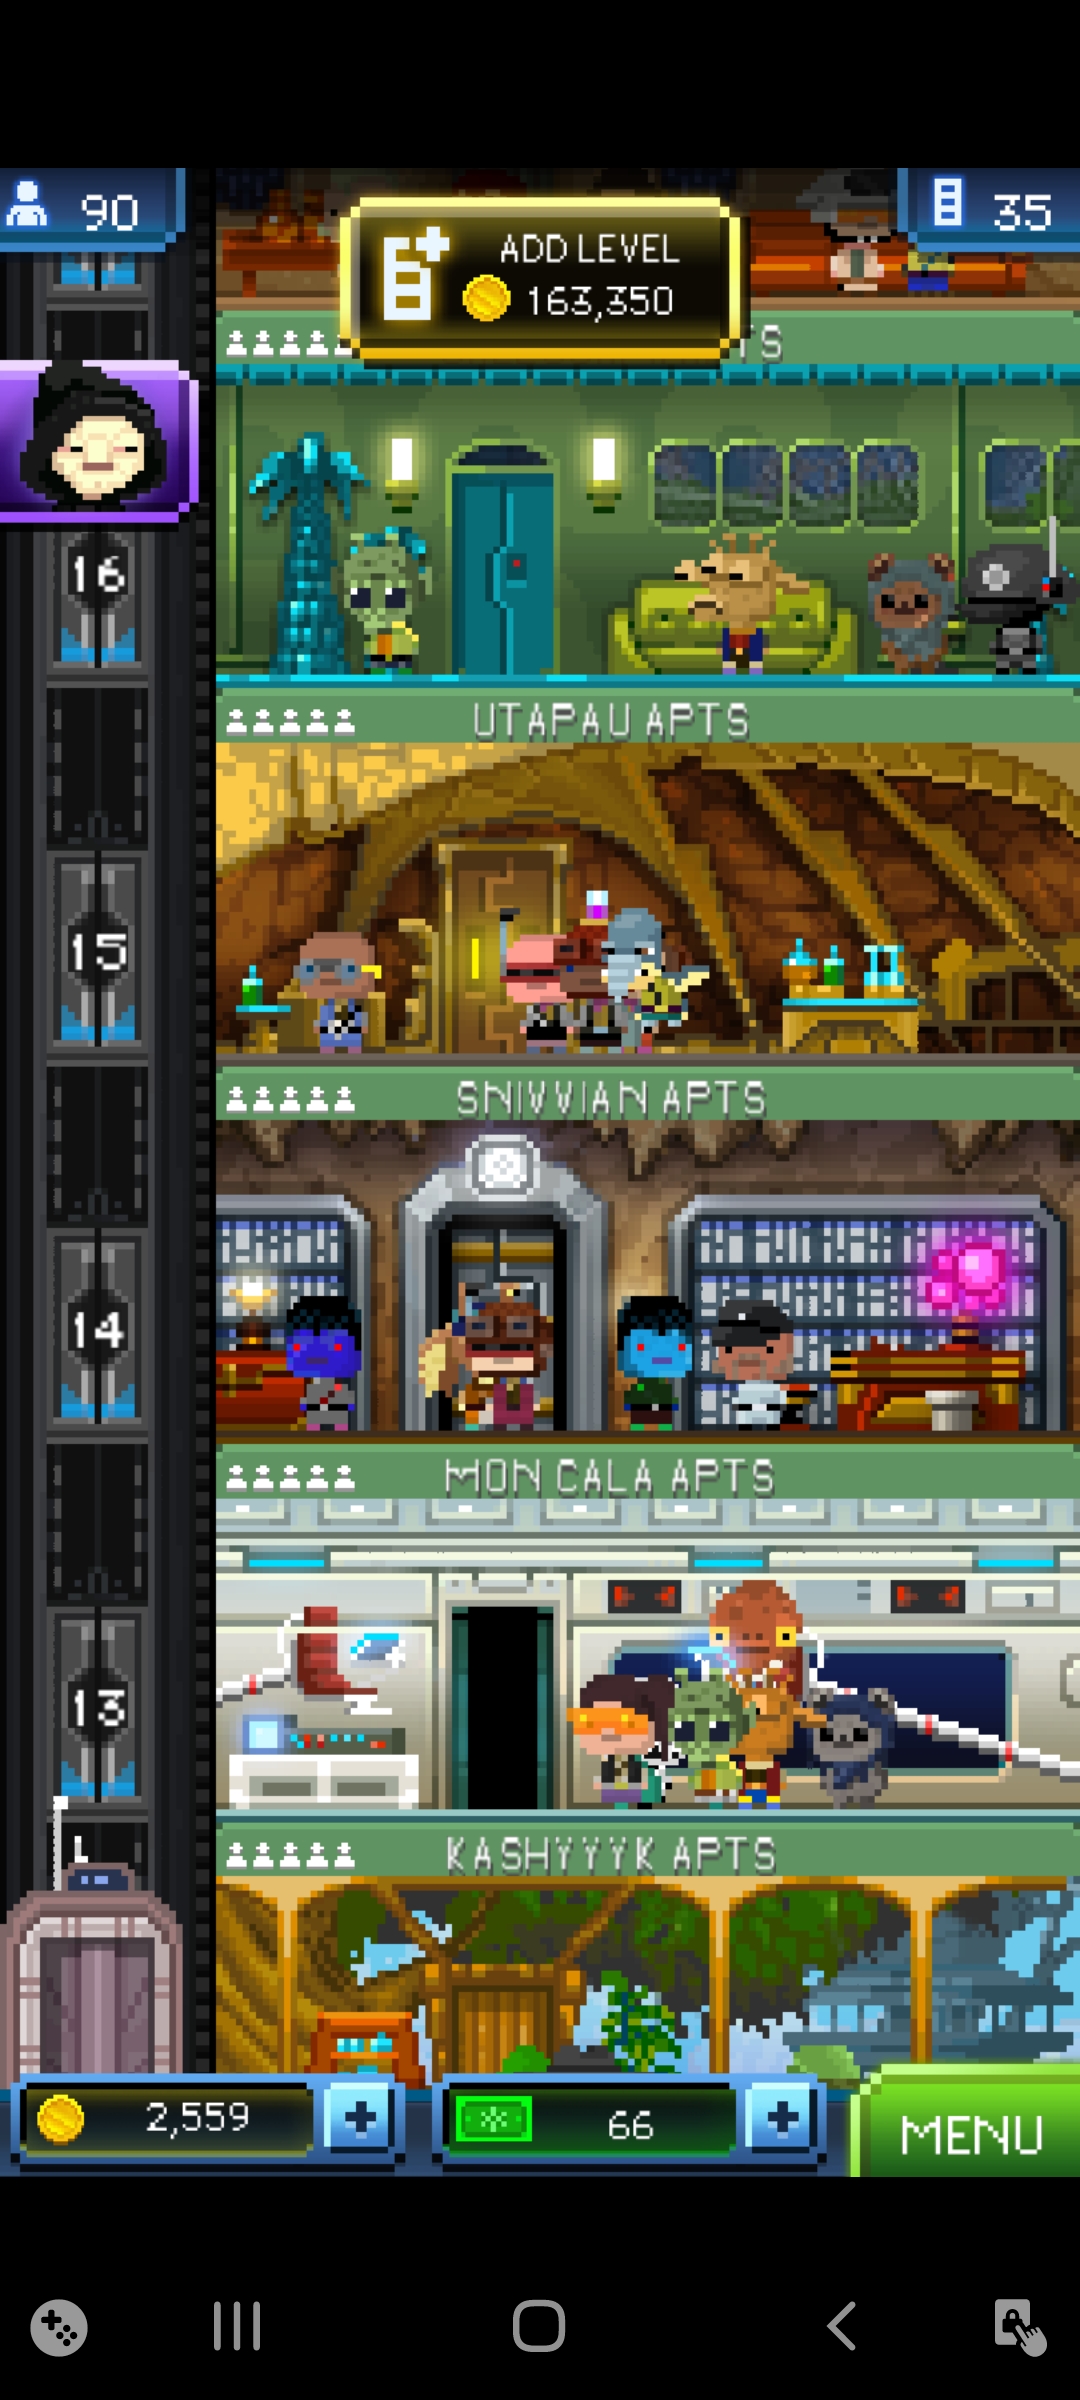 90
35
ADD LEVEL
163,350
TS
16
UTAPAU APTS
15
SNIVVIAN APTS
14
MON CALA APTS
13
KASHYYYK APTS
2,559
66
MENU